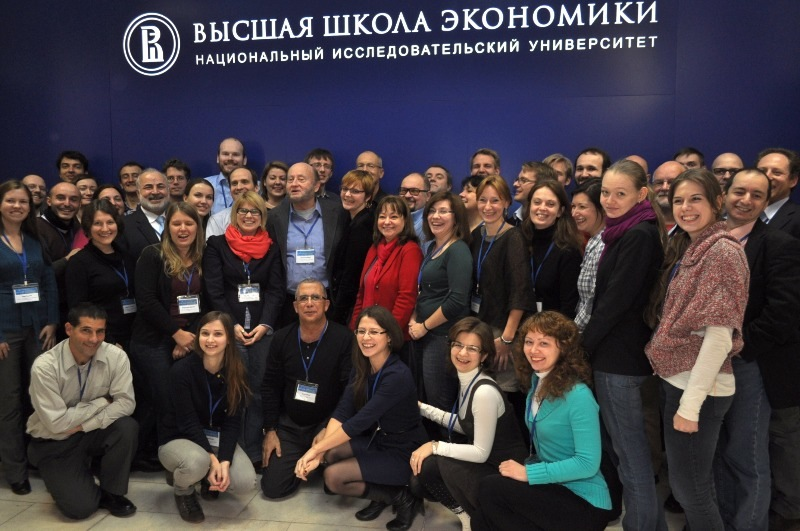 ВЫСШАЯ ШКОЛА ЭКОНОМИКИ
НАЦИОНАЛЬНЫЙ ИССЛЕДОВАТЕЛЬСКИЙ УНИВЕРСИТЕТ